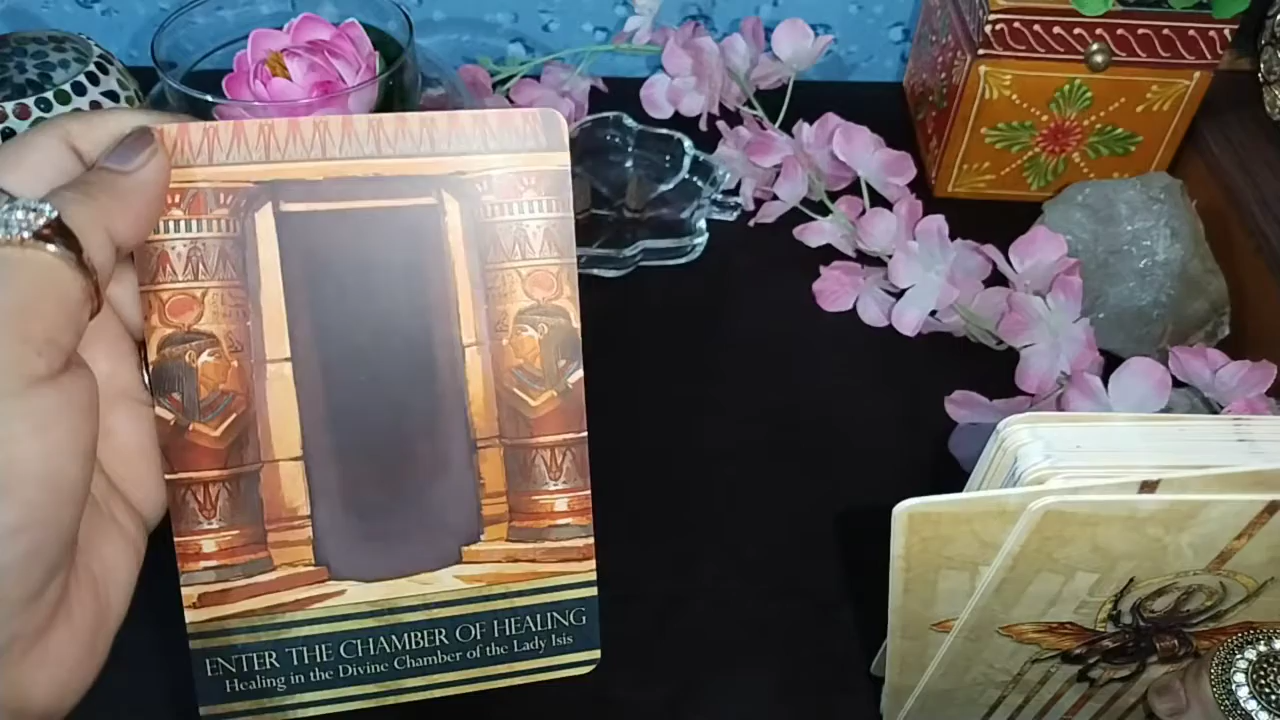 ENTER THE CHAMBER OF HEALING
Healing in the Divine Chamber of the Lady Isis